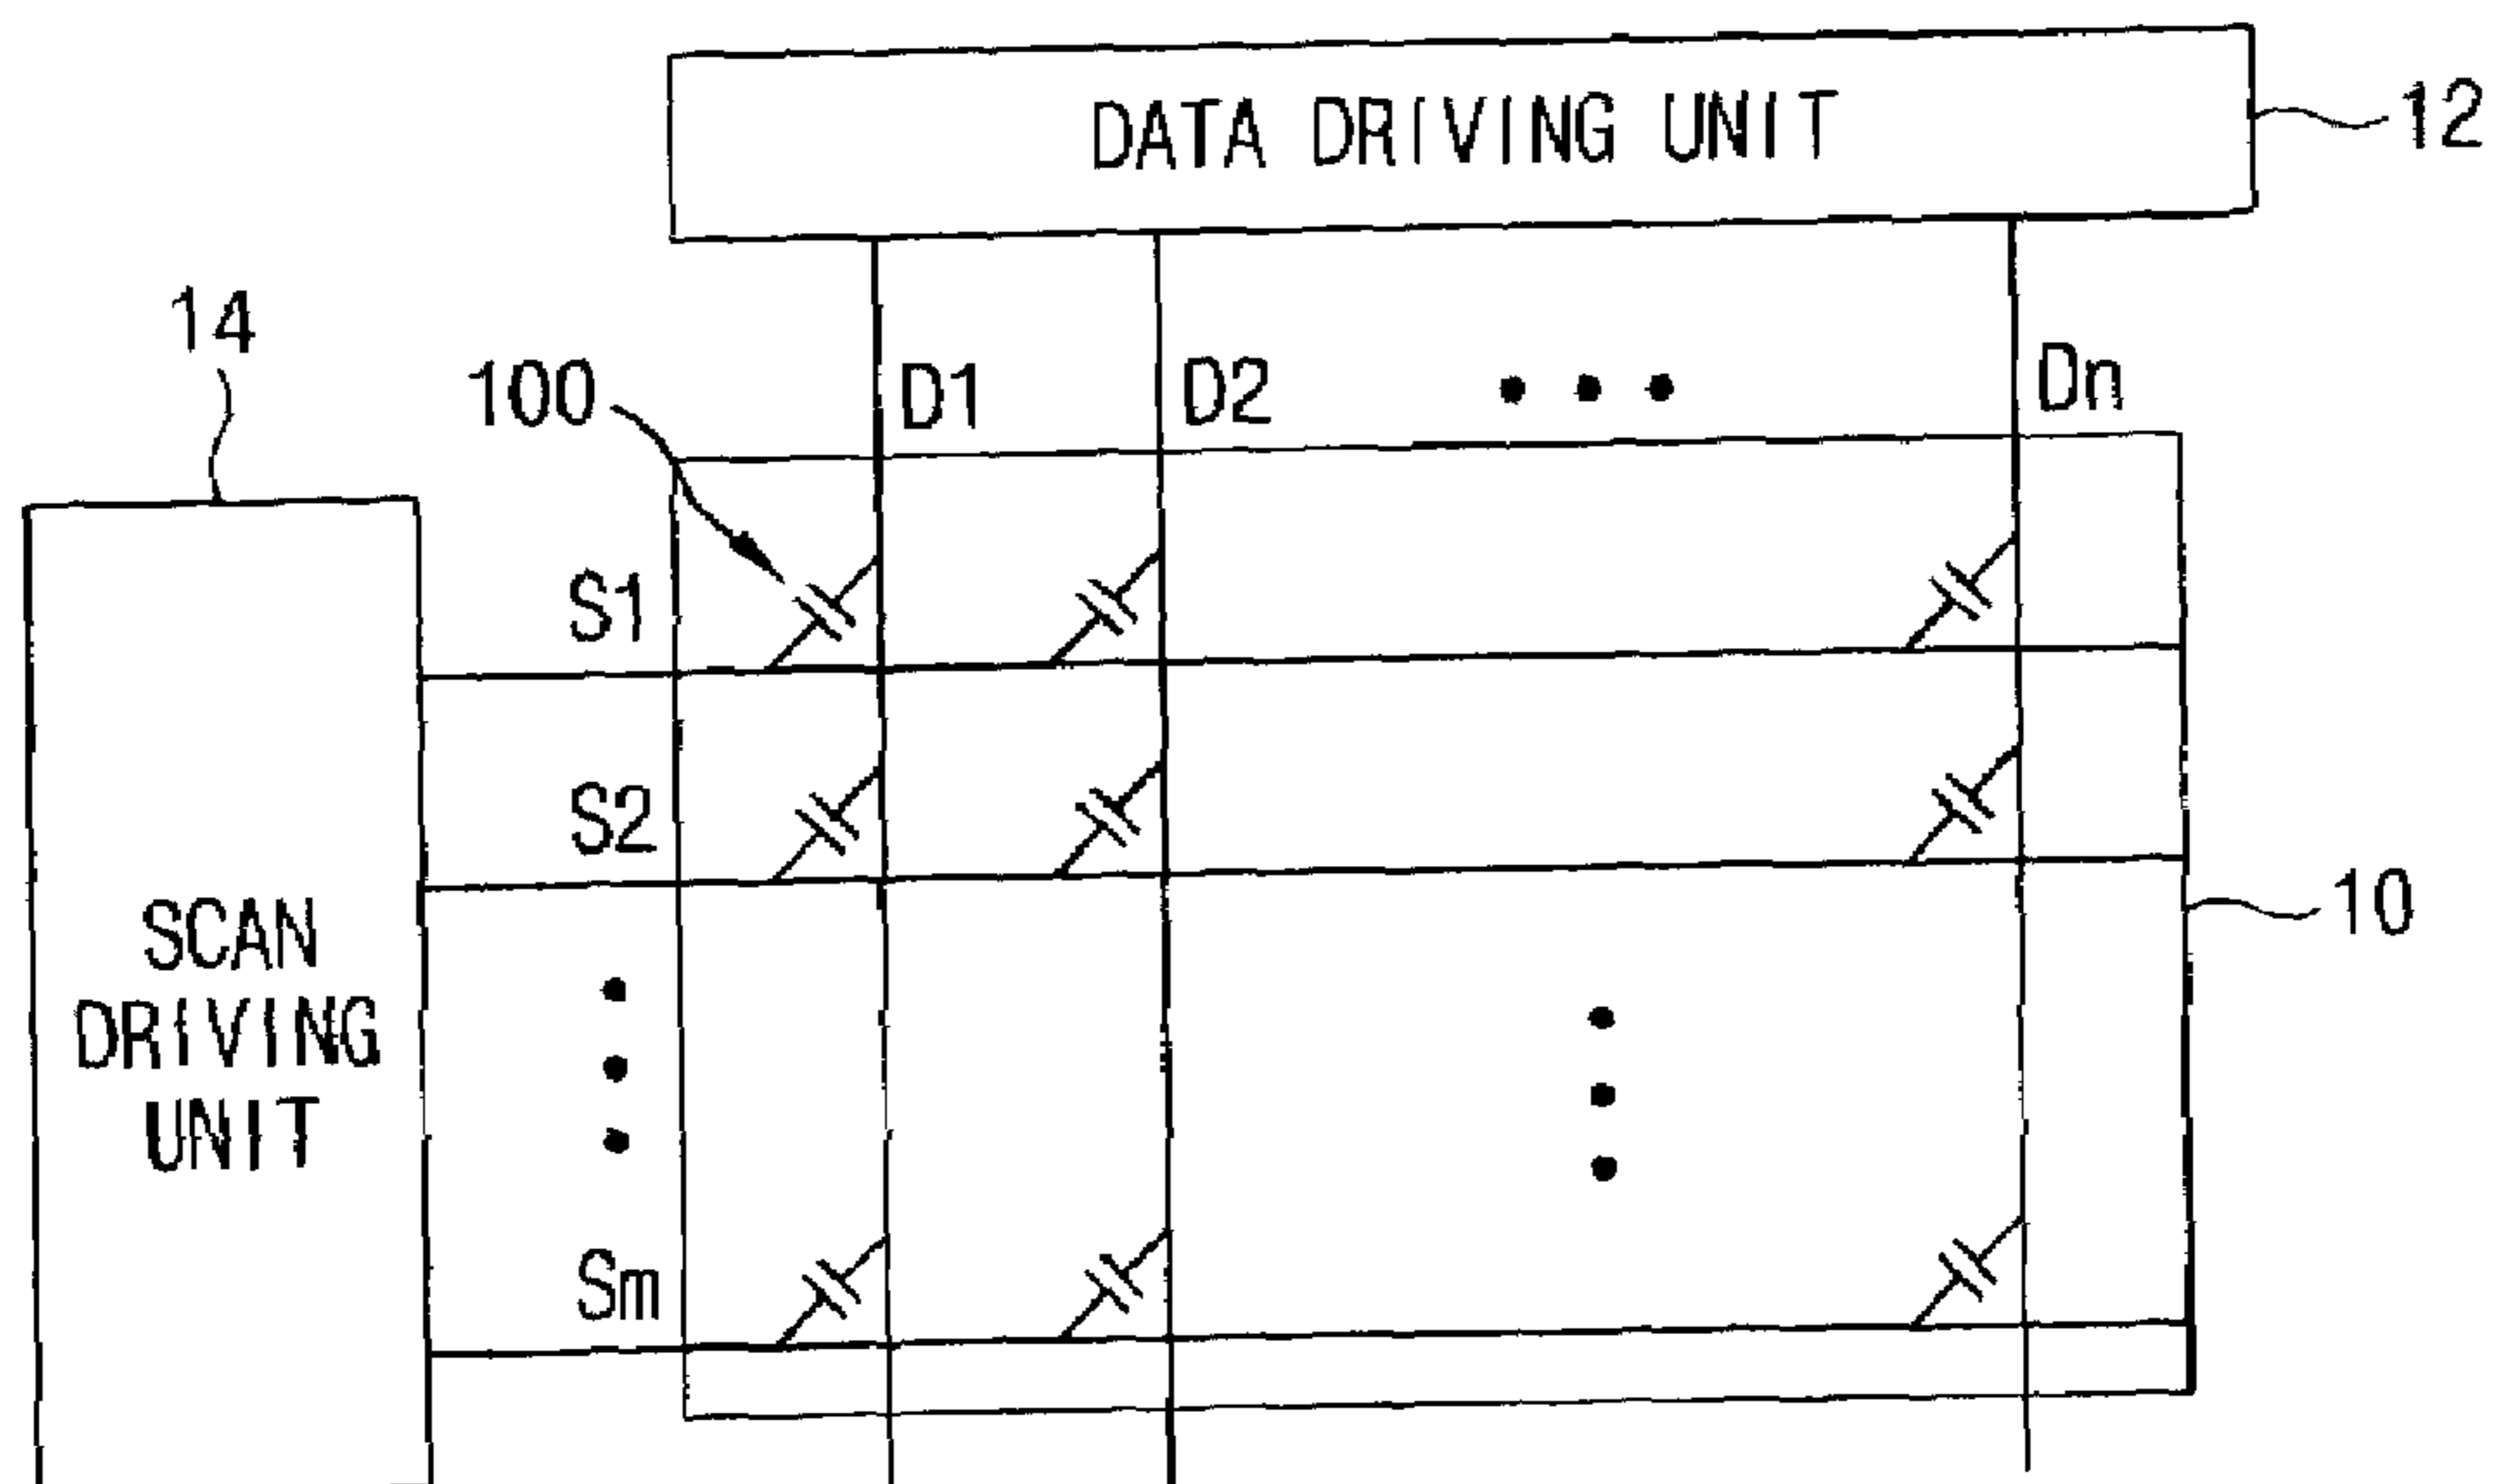 DATA DRIVING UNIT
12
14
100
D1
D2
Dn
S1
S2
10
SCAN
DRIVING
UNIT
Sm